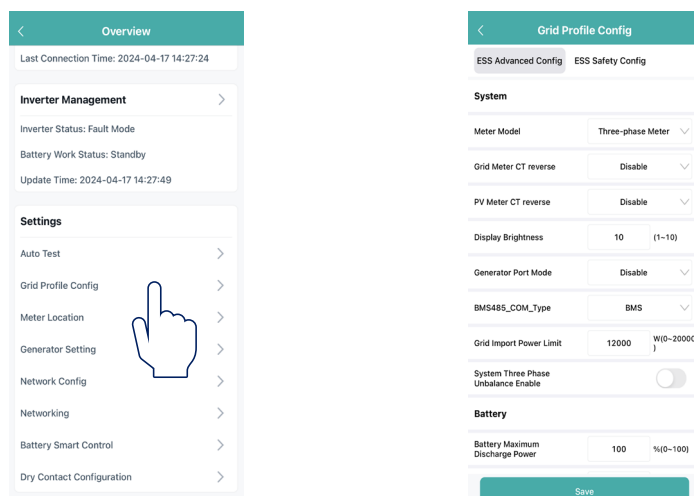 Overview
Last Connection Time: 2024-04-17 14:27:24
Inverter Management
Inverter Status: Fault Mode
Battery Work Status: Standby
Update Time: 2024-04-17 14:27:49
Settings
Auto Test
Grid Profile Config
Meter Location
Generator Setting
Network Config
Networking
Battery Smart Control
Dry Contact Configuration
Grid Profile Config
ESS Advanced Config ESS Safety Config
System
Meter Model Three-phase Meter
Grid Meter CT reverse Disable
PV Meter CT reverse Disable
Display Brightness 10 (1~10)
Generator Port Mode Disable
BMS485_COM_Type BMS
Grid Import Power Limit 12000 W(0~20000
)
System Three Phase
Unbalance Enable
Battery
Battery Maximum
Discharge Power 100 %(0~100)
Save